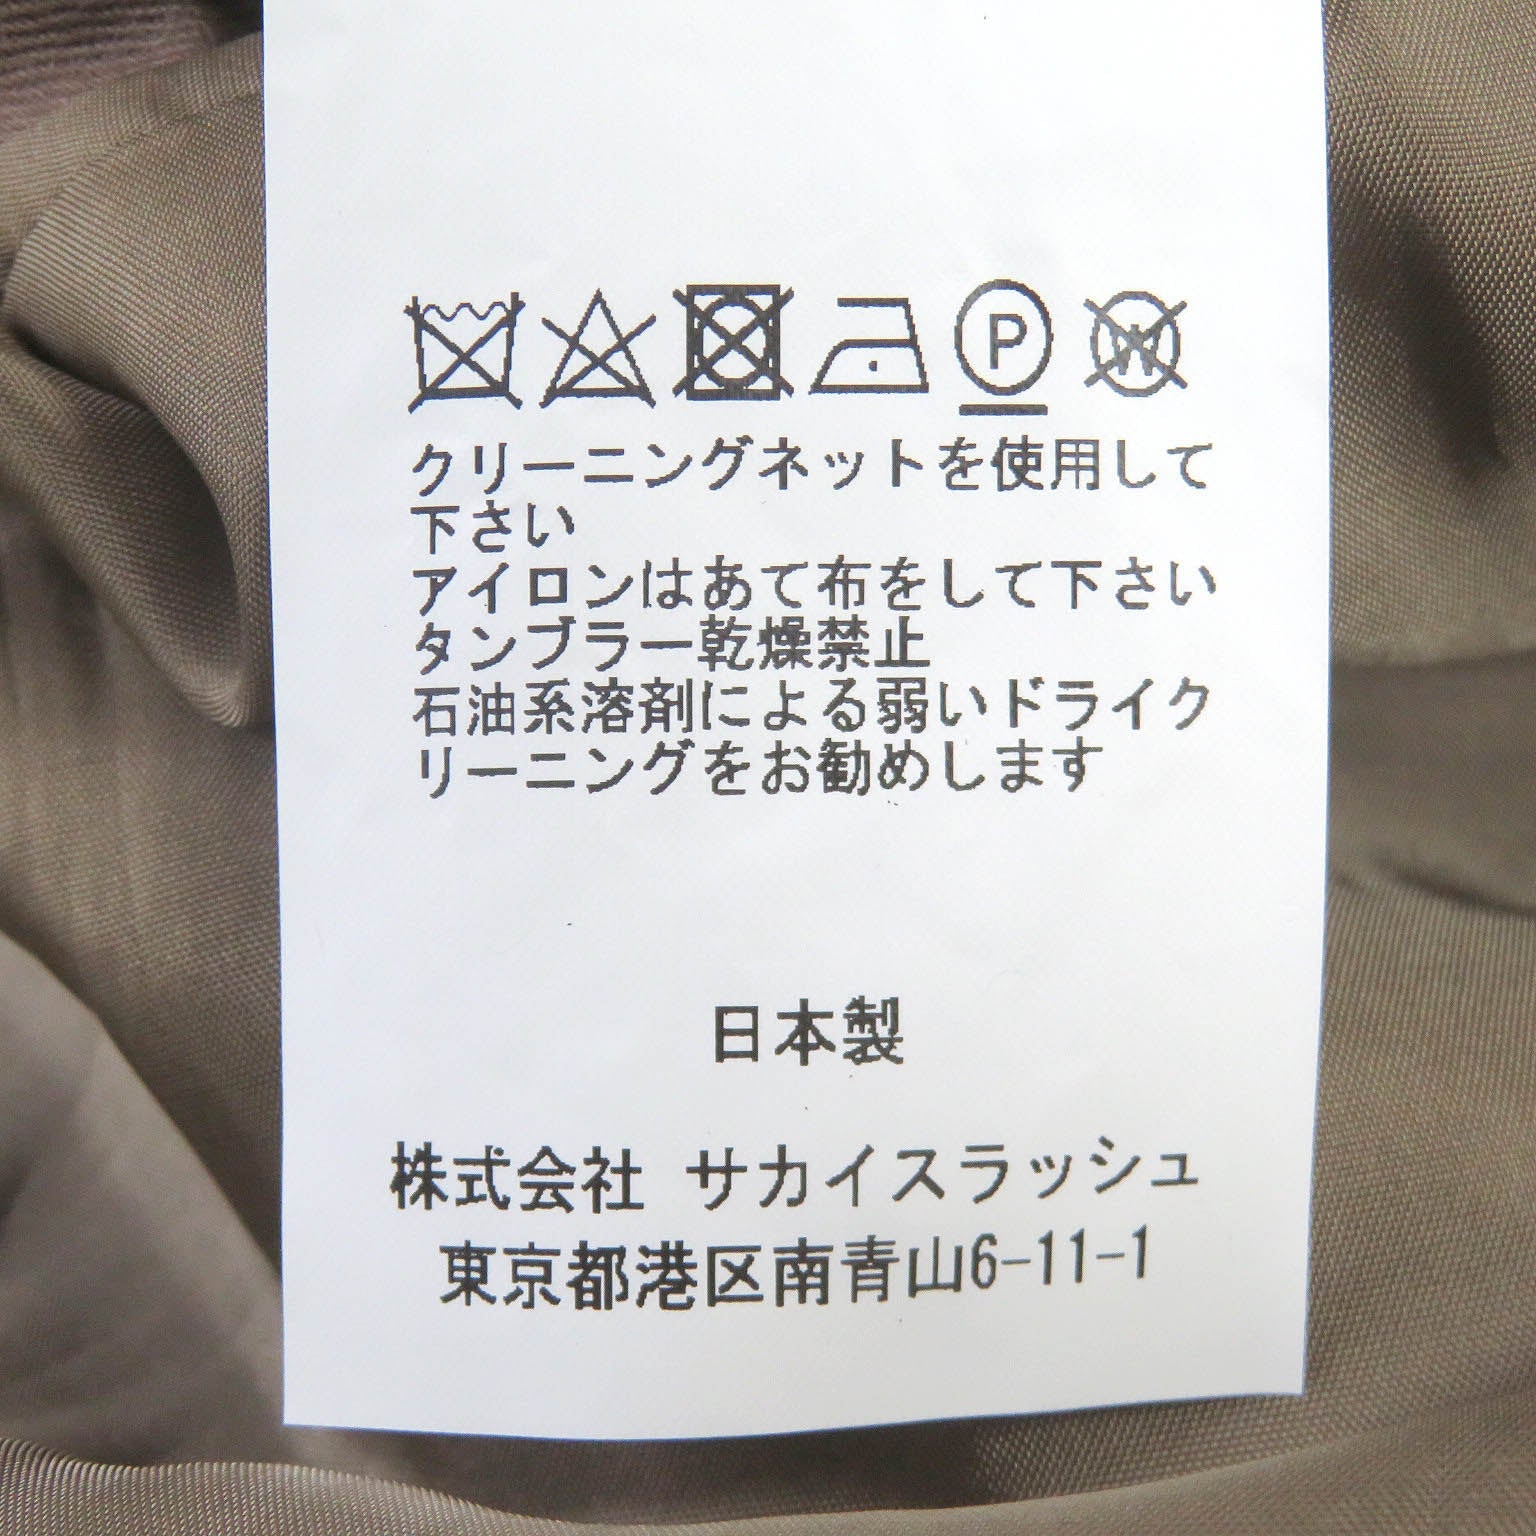 P W
クリーニングネットを使用して
下さい
アイロンはあて布をして下さい
タンブラー乾燥禁止
石油系溶剤による弱いドライク
リーニングをお勧めします
日本製
株式会社 サカイスラッシュ
東京都港区南青山6-11-1